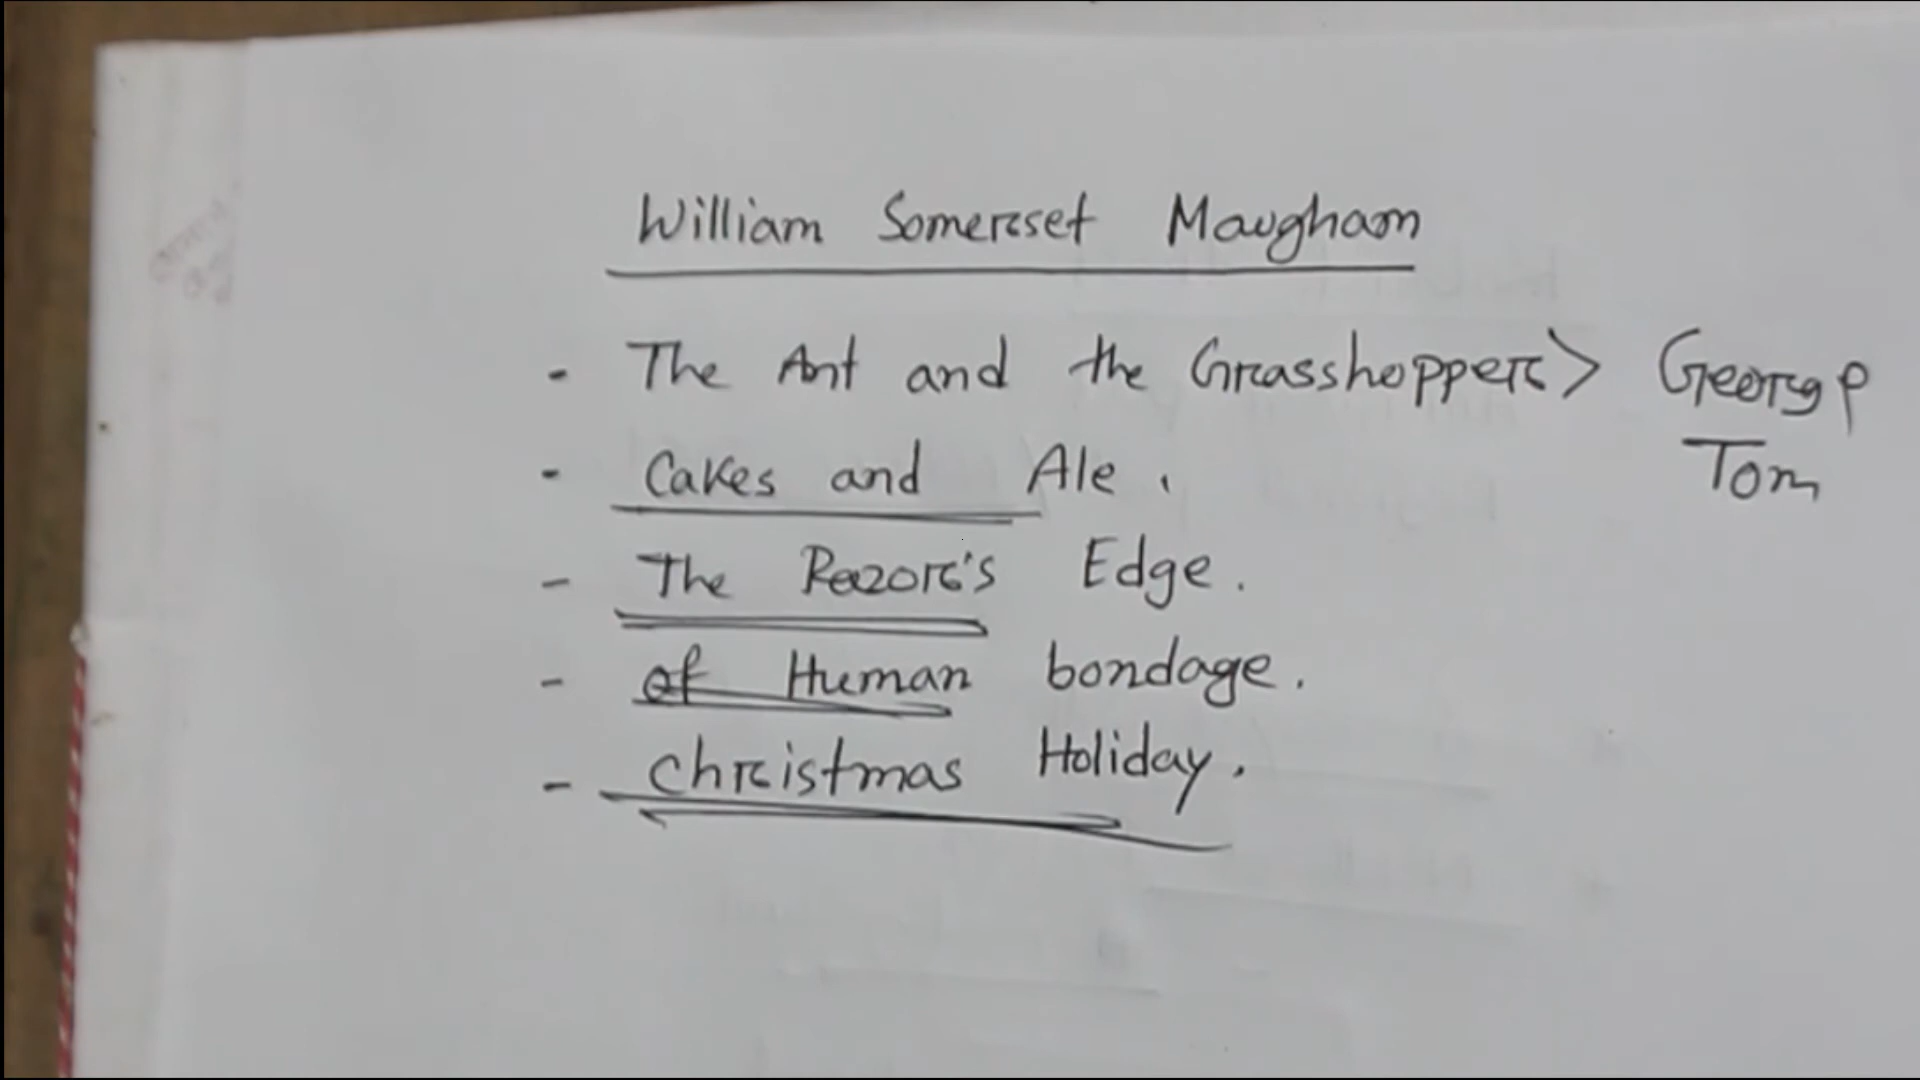 William Somerset Maugham
- The Ant and the Grasshopper> George
Tom
- Cakes and Ale.
- The Razor's Edge.
- of Human bondage.
- christmas Holiday.